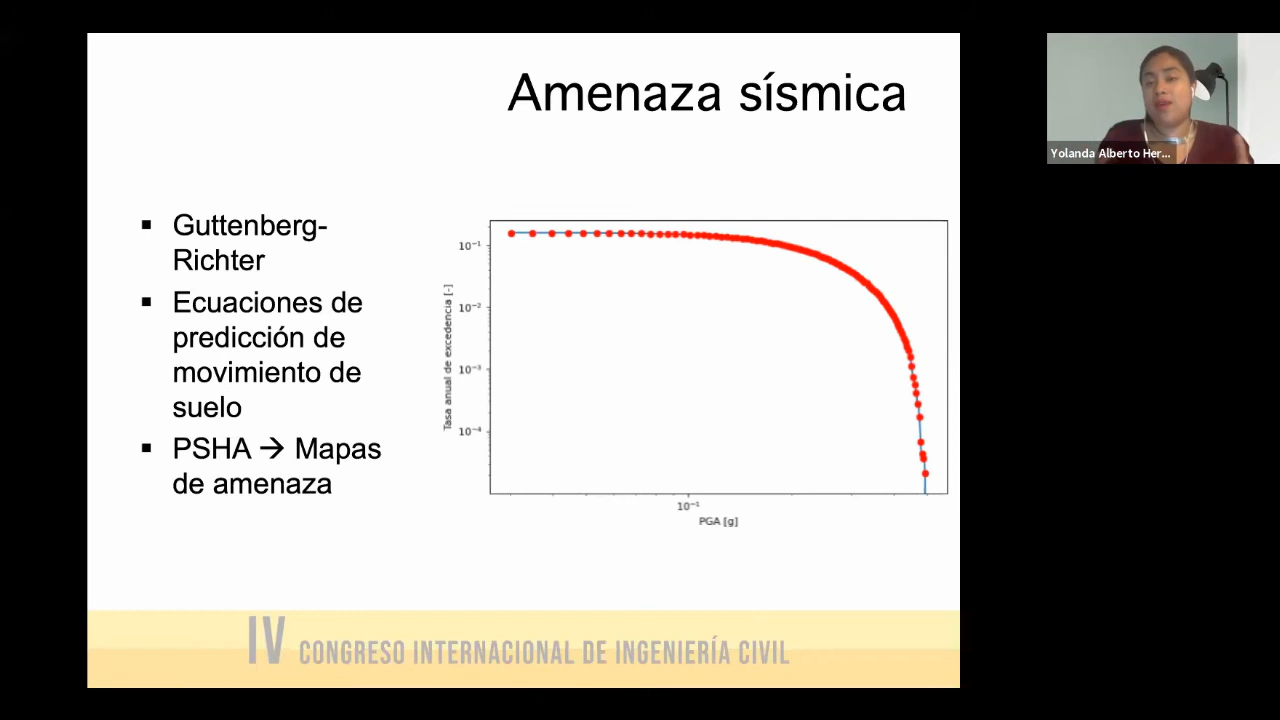 Amenaza sísmica
▪ Guttenberg-
Richter
▪ Ecuaciones de
predicción de
movimiento de
suelo
▪ PSHA → Mapas
de amenaza
Tasa anual de excedencia [-]
10⁻¹
10⁻²
10⁻³
10⁻⁴
10⁻¹
PGA [g]
IV CONGRESO INTERNACIONAL DE INGENIERÍA CIVIL
Yolanda Alberto Her...